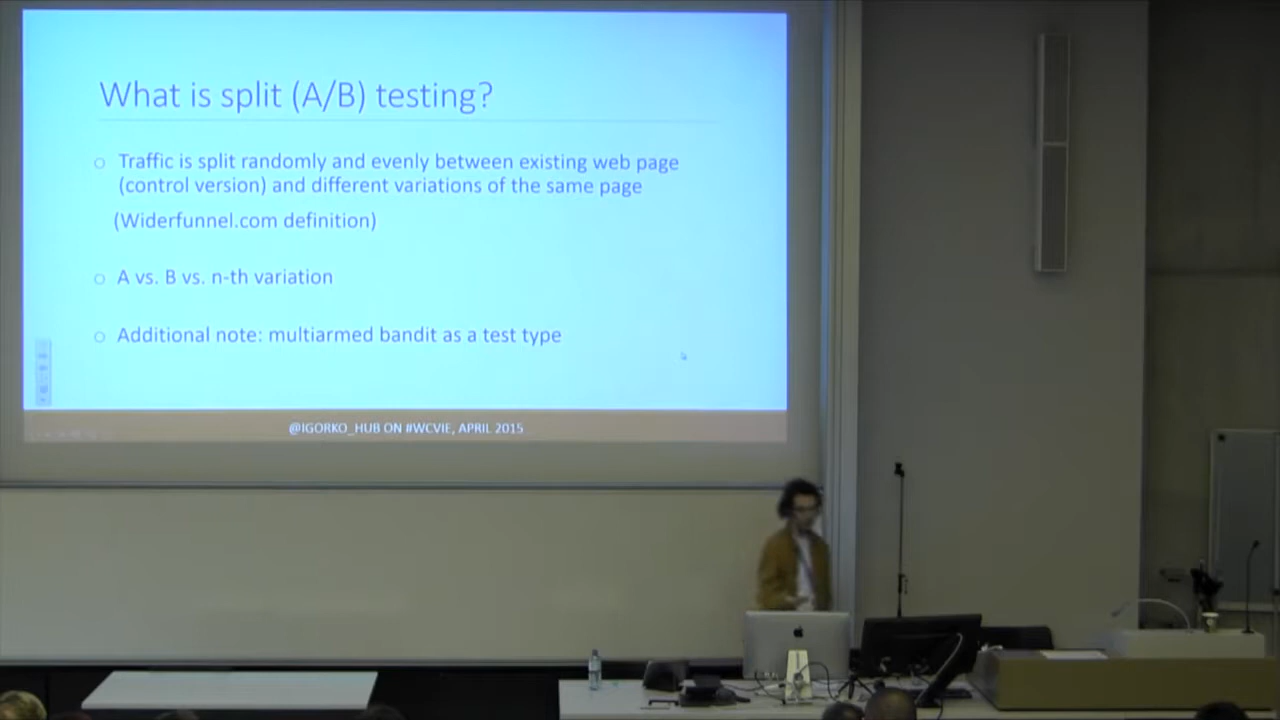 What is split (A/B) testing?
Traffic is split randomly and evenly between existing web page
(control version) and different variations of the same page
(Widerfunnel.com definition)
A vs. B vs. n-th variation
Additional note: multiarmed bandit as a test type
@IGORKO_HUB ON #WCVIE, APRIL 2015